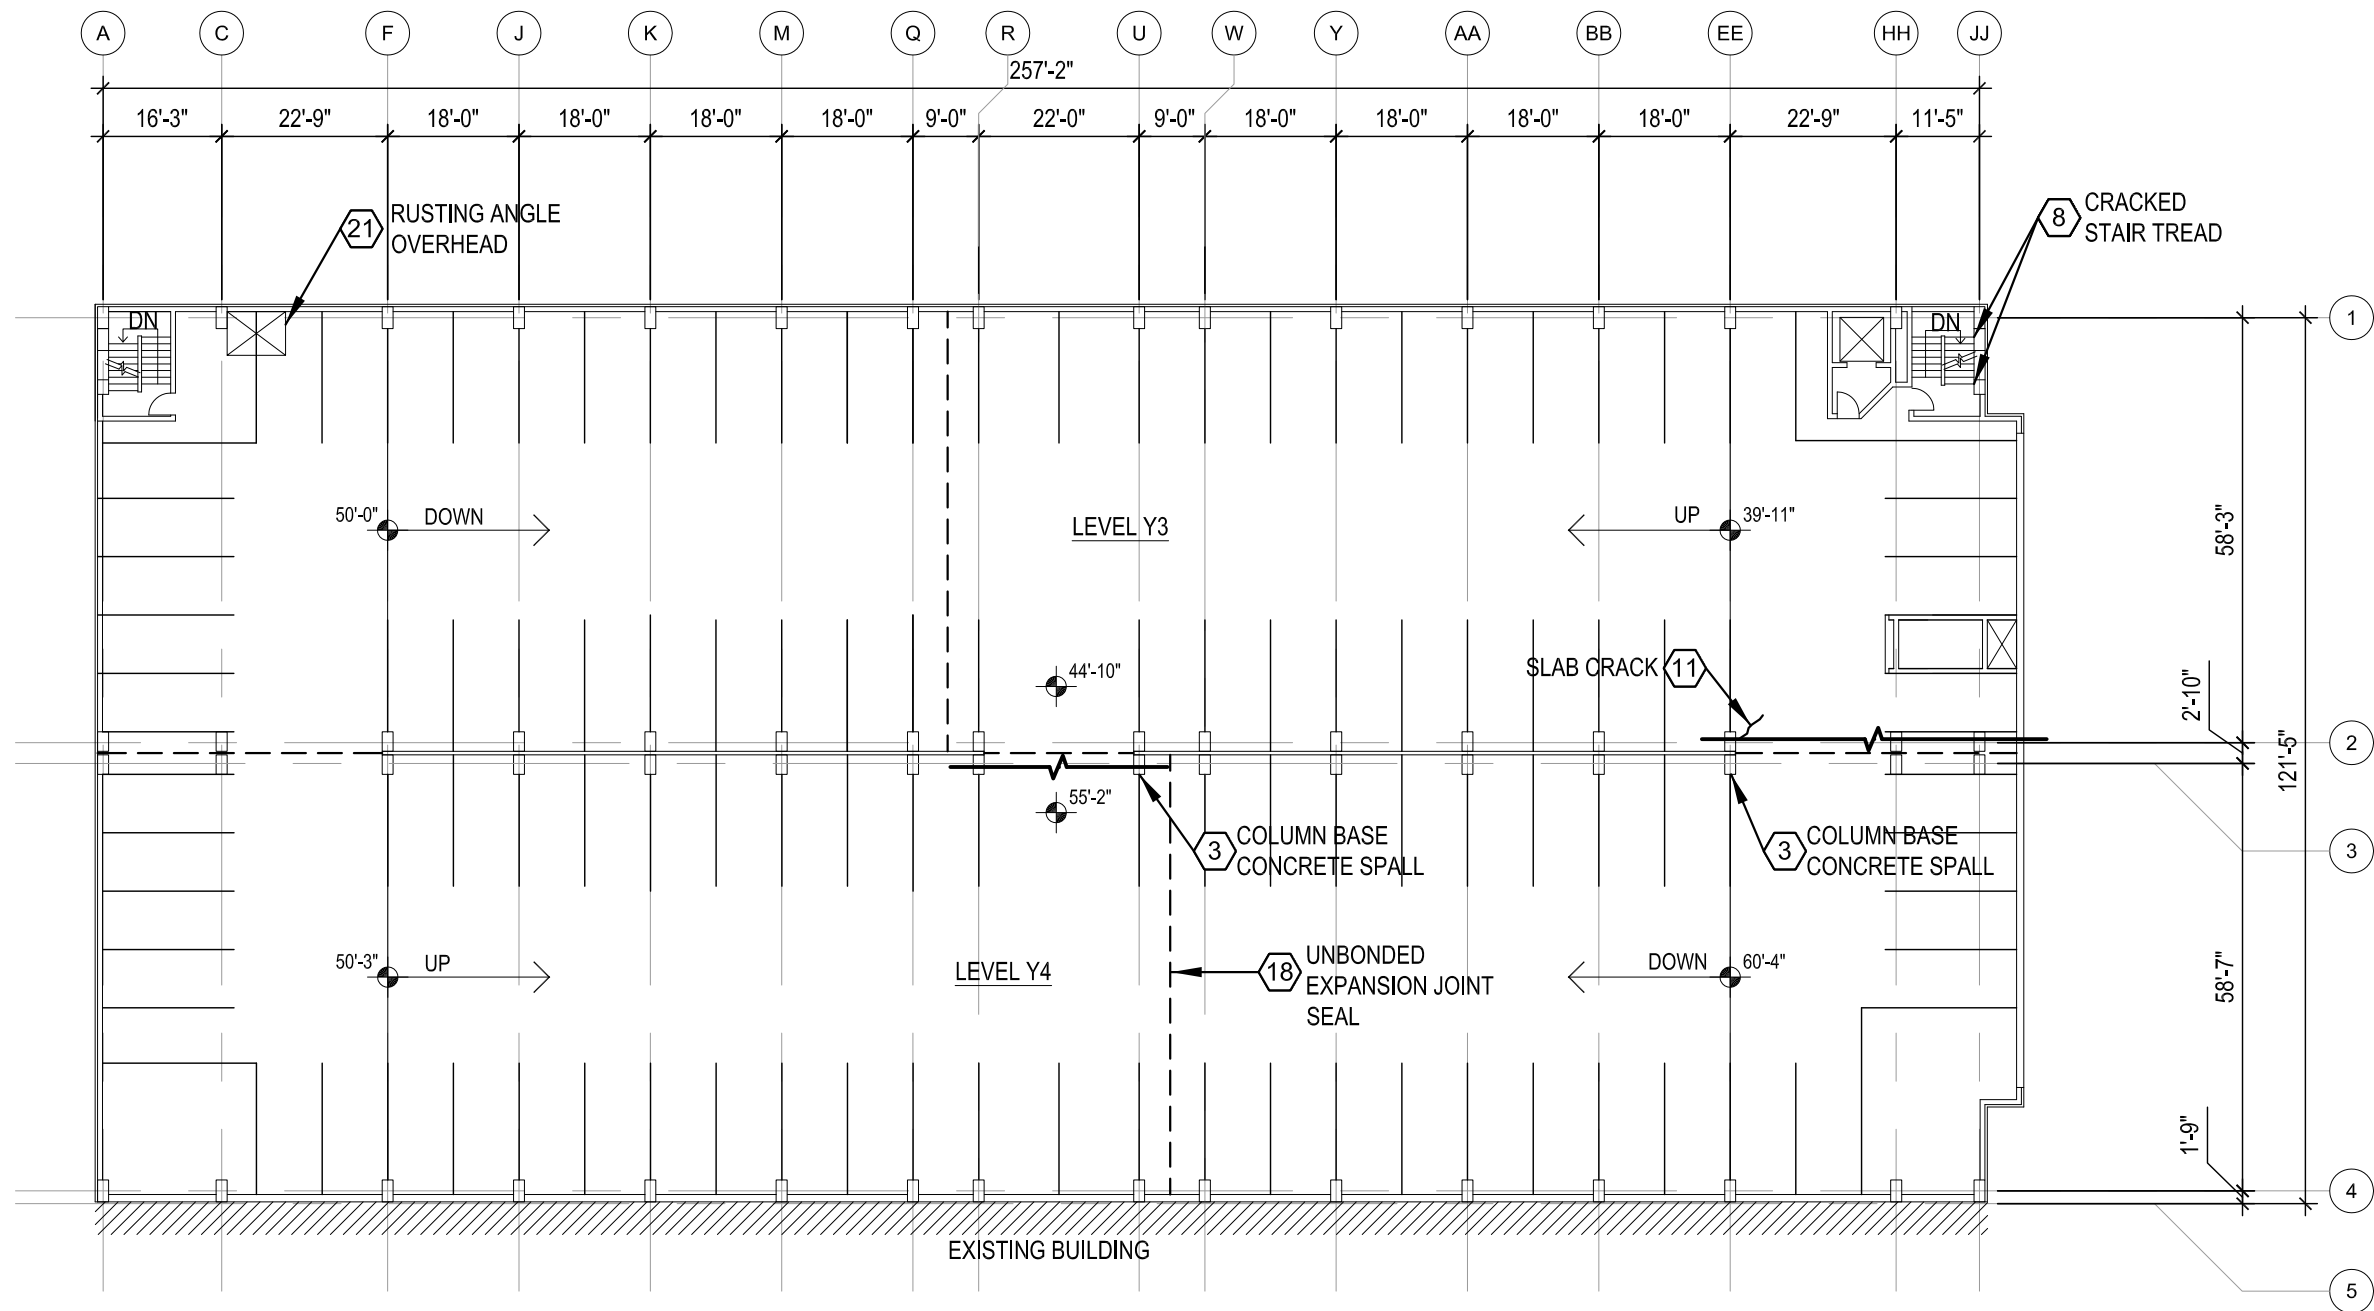 A C F J K M Q R U W Y AA BB EE HH JJ
257'-2"
16'-3" 22'-9" 18'-0" 18'-0" 18'-0" 18'-0" 9'-0" 22'-0" 9'-0" 18'-0" 18'-0" 18'-0" 18'-0" 22'-9" 11'-5"
21 RUSTING ANGLE
OVERHEAD
8 CRACKED
STAIR TREAD
DN
DN
1
50'-0" DOWN
LEVEL Y3
UP 39'-11"
58'-3"
44'-10"
SLAB CRACK 11
2'-10"
2
121'-5"
55'-2"
3 COLUMN BASE
CONCRETE SPALL
3 COLUMN BASE
CONCRETE SPALL
3
50'-3" UP
LEVEL Y4
18 UNBONDED
EXPANSION JOINT
SEAL
DOWN 60'-4"
58'-7"
1'-9"
4
EXISTING BUILDING
5